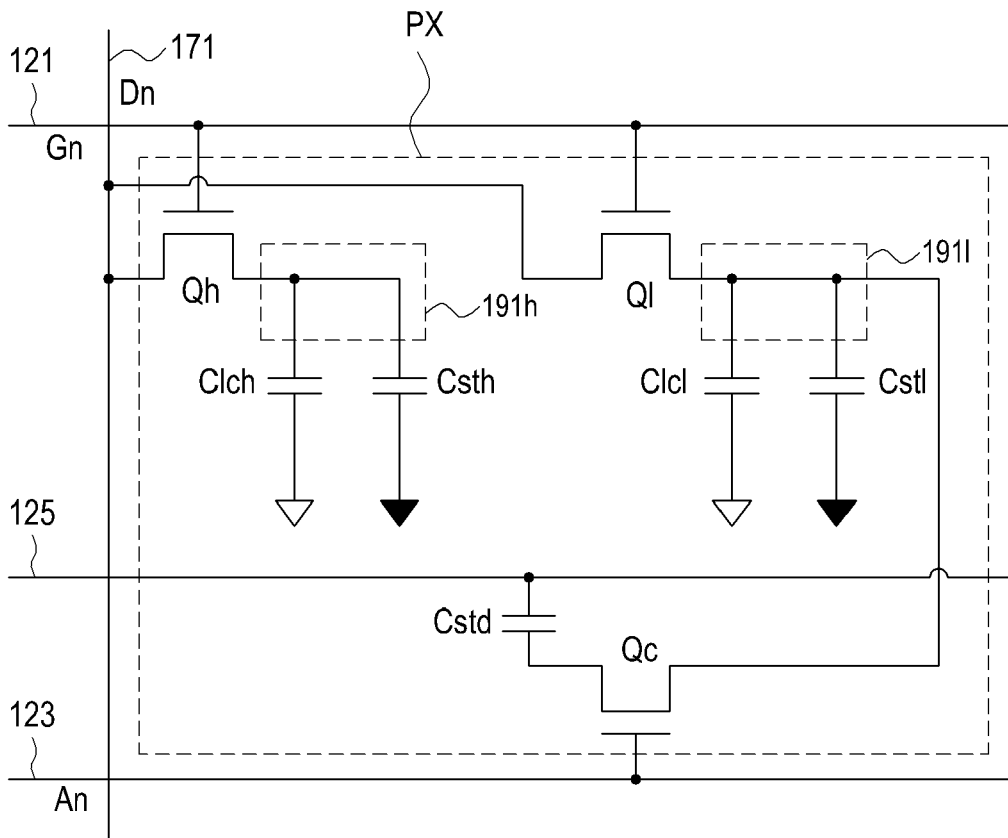 PX
121
171
Dn
Gn
Qh
191h
Ql
191l
Clch
Csth
Clcl
Cstl
125
Cstd
Qc
123
An